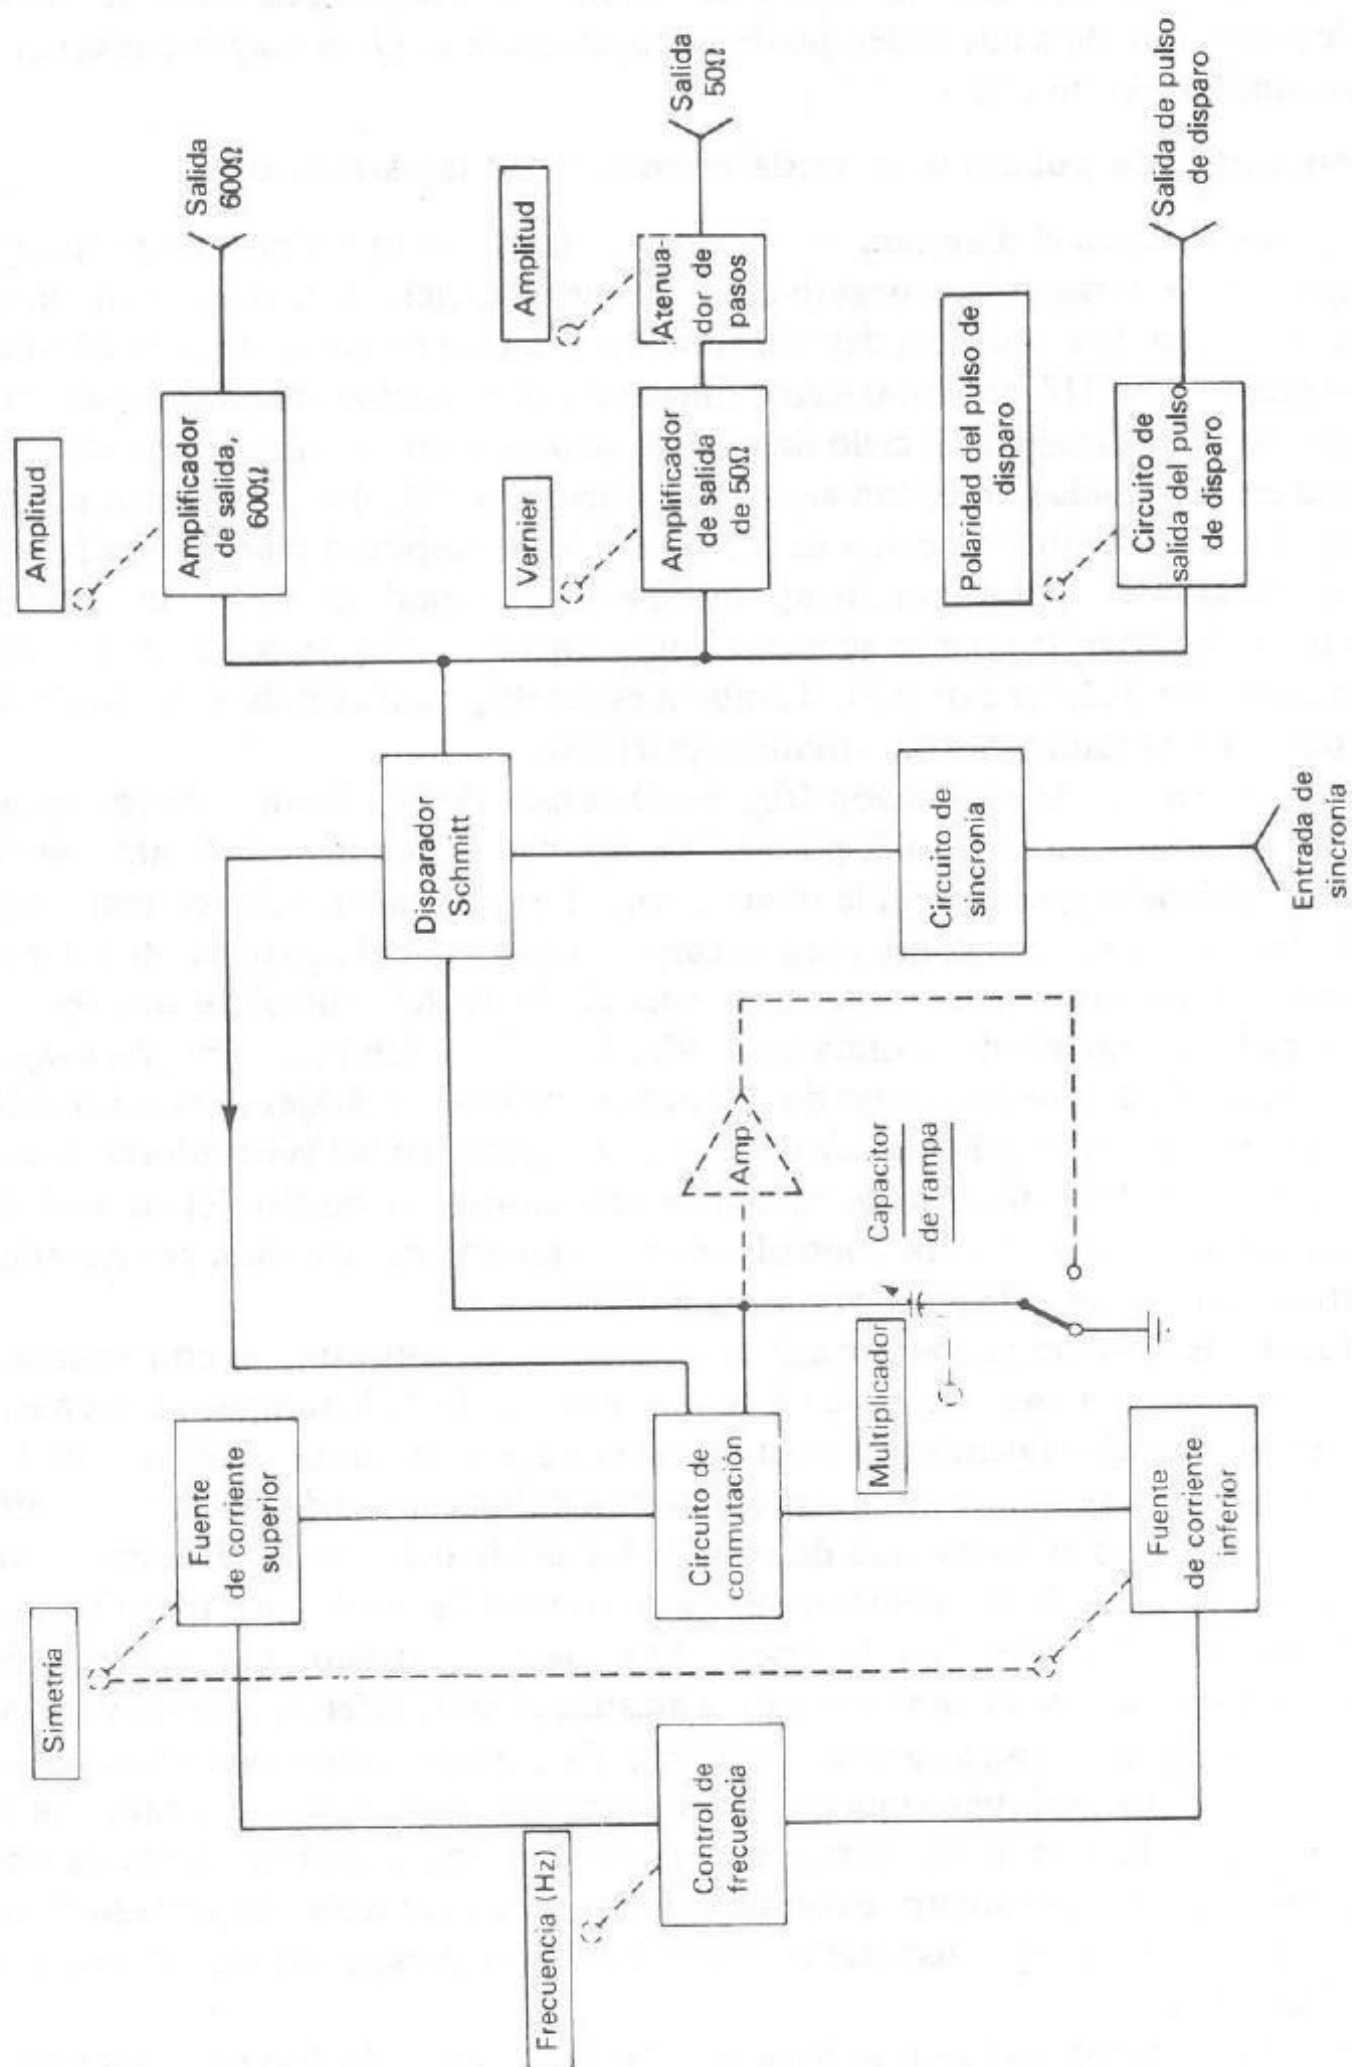 Simetría
Fuente
de corriente
superior
Frecuencia (Hz)
Control de
frecuencia
Circuito de
conmutación
Fuente
de corriente
inferior
Multiplicador
Capacitor
de rampa
Amp
Disparador
Schmitt
Circuito de
sincronía
Entrada de
sincronía
Amplitud
Amplificador
de salida,
600Ω
Salida
600Ω
Vernier
Amplificador
de salida
de 50Ω
Amplitud
Atenua-
dor de
pasos
Salida
50Ω
Polaridad del pulso de
disparo
Circuito de
salida del pulso
de disparo
Salida de pulso
de disparo